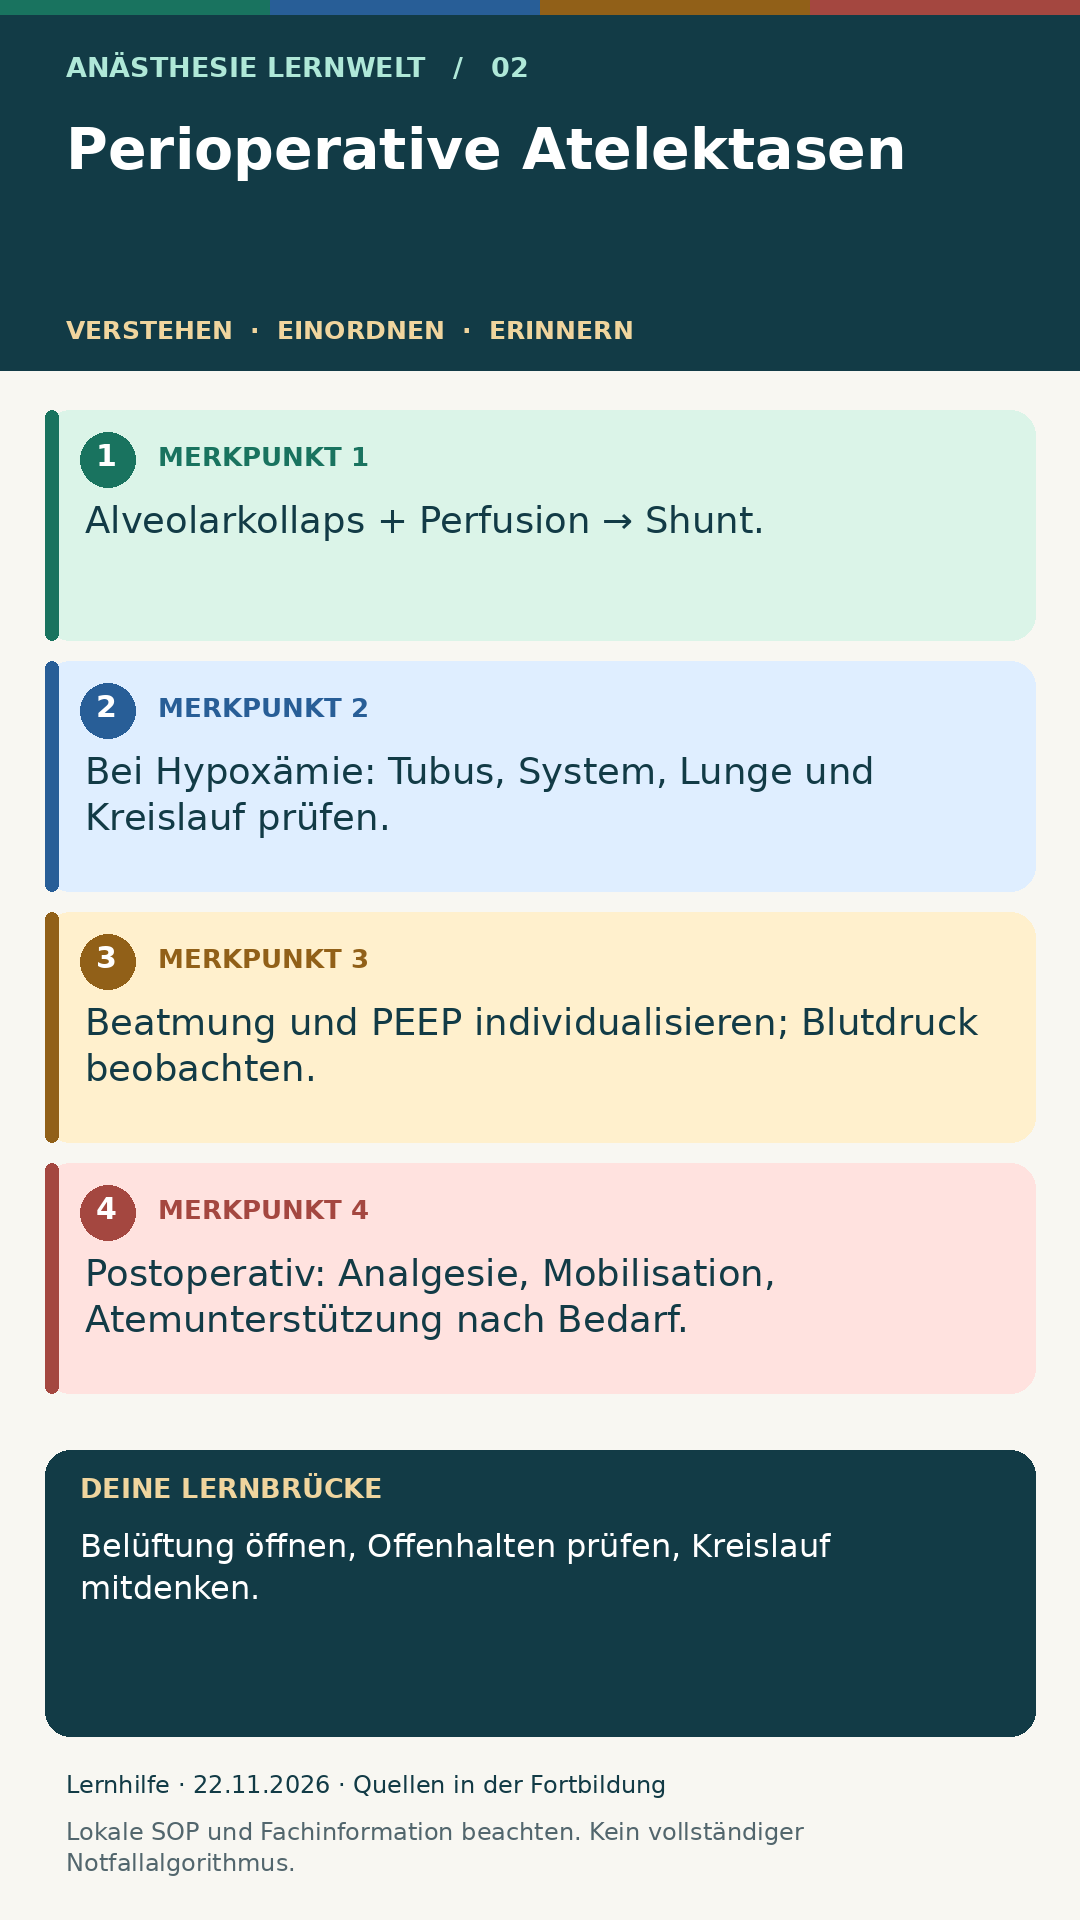 ANÄSTHESIE LERNWELT / 02
Perioperative Atelektasen
VERSTEHEN · EINORDNEN · ERINNERN
1 MERKPUNKT 1
Alveolarkollaps + Perfusion → Shunt.
2 MERKPUNKT 2
Bei Hypoxämie: Tubus, System, Lunge und
Kreislauf prüfen.
3 MERKPUNKT 3
Beatmung und PEEP individualisieren; Blutdruck
beobachten.
4 MERKPUNKT 4
Postoperativ: Analgesie, Mobilisation,
Atemunterstützung nach Bedarf.
DEINE LERNBRÜCKE
Belüftung öffnen, Offenhalten prüfen, Kreislauf
mitdenken.
Lernhilfe · 22.11.2026 · Quellen in der Fortbildung
Lokale SOP und Fachinformation beachten. Kein vollständiger
Notfallalgorithmus.